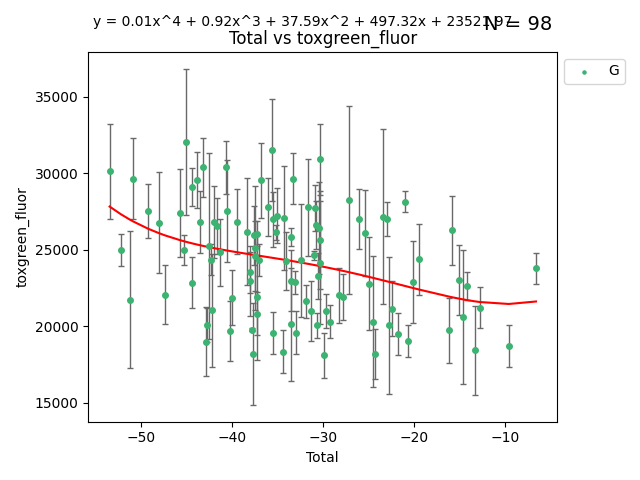 y = 0.01x^4 + 0.92x^3 + 37.59x^2 + 497.32x + 23521.97
N = 98
Total vs toxgreen_fluor
G
toxgreen_fluor
35000
30000
25000
20000
15000
−50
−40
−30
−20
−10
Total